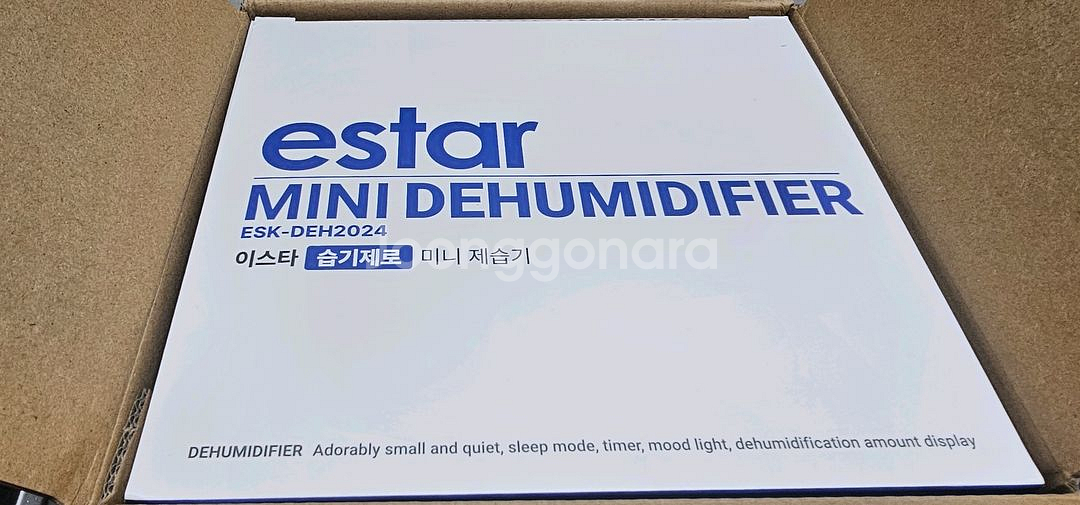 estar
MINI DEHUMIDIFIER
ESK-DEH2024
이스타 습기제로 미니 제습기
Joonggonara
DEHUMIDIFIER Adorably small and quiet, sleep mode, timer, mood light, dehumidification amount display